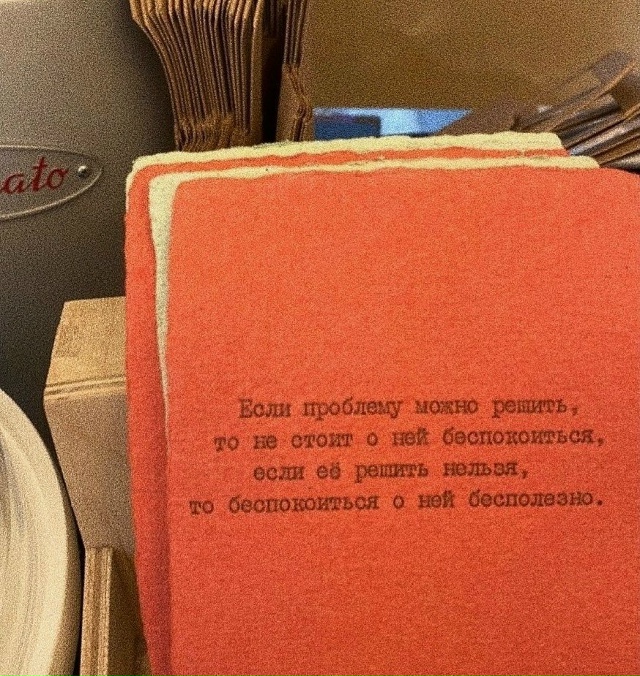 ato
Если проблему можно решить,
то не стоит о ней беспокоиться,
если её решить нельзя,
то беспокоиться о ней бесполезно.